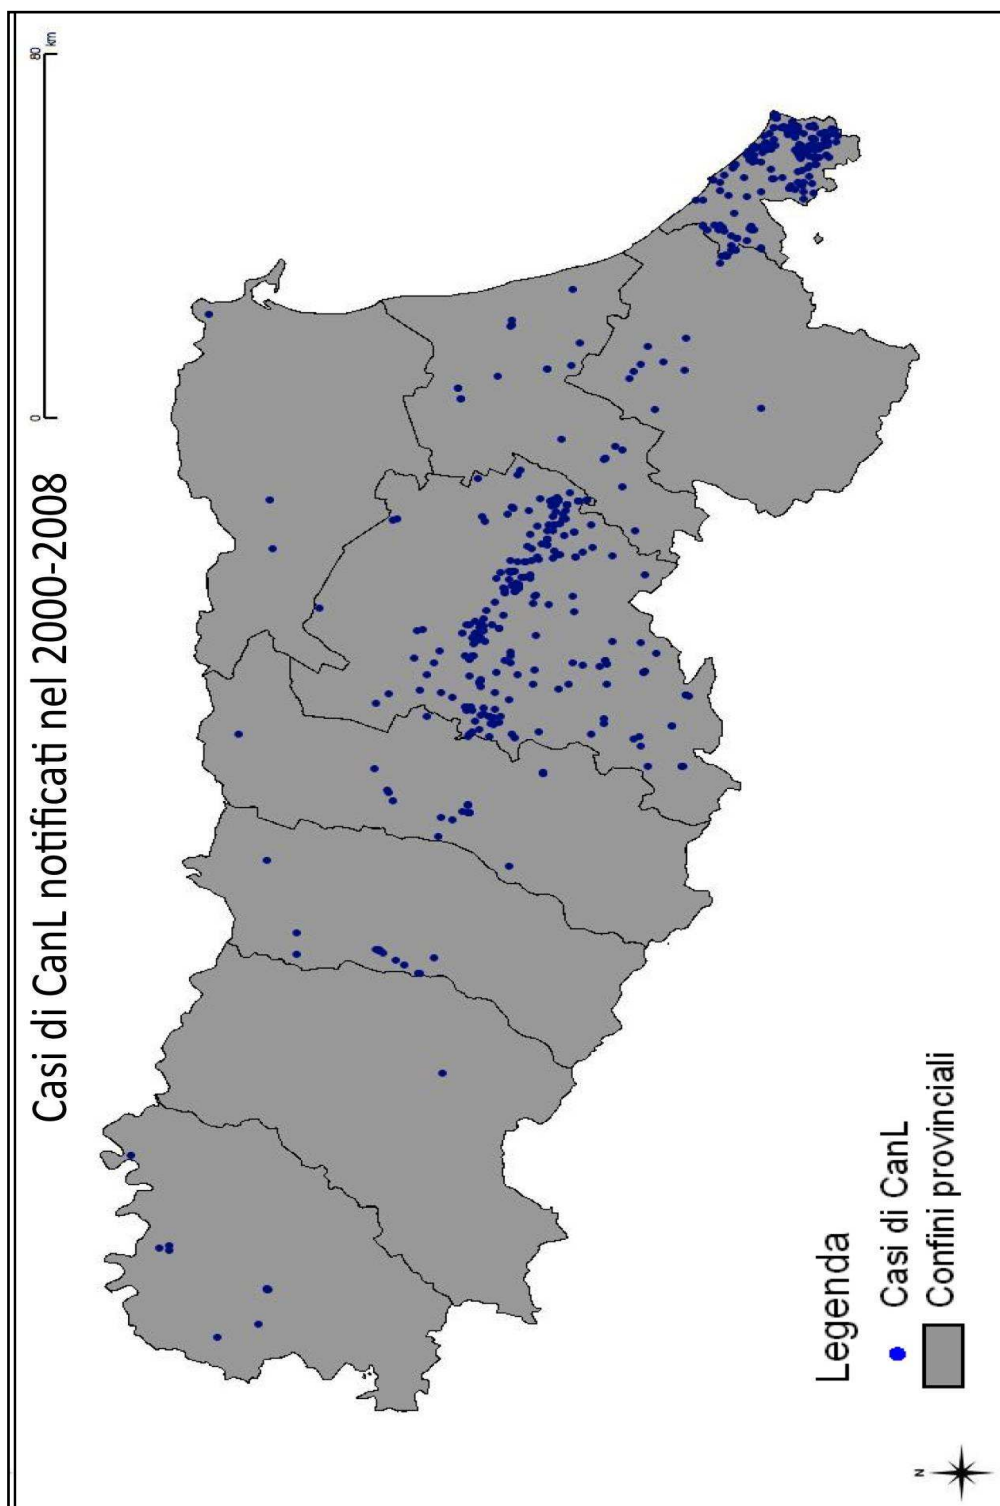 Casi di CanL notificati nel 2000-2008
0
80
km
Legenda
Casi di CanL
Confini provinciali
N